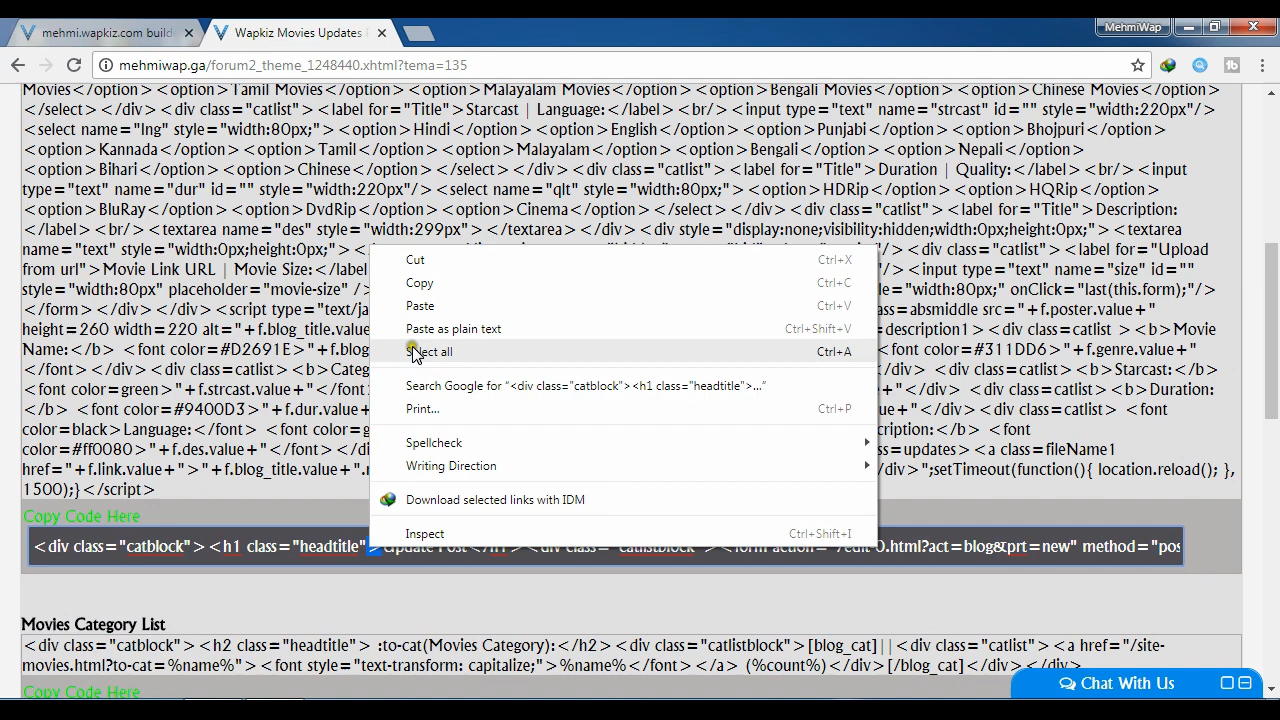 mehmi.wapkiz.com build
Wapkiz Movies Updates
MehmiWap
mehmiwap.ga/forum2_theme_1248440.xhtml?tema=135
Movies</option><option>Tamil Movies<option>Malayalam Movies</option><option>Bengali Movies</option><option>Chinese Movies</option>
</select></div><div class="catlist"><label for="Title">Starcast | Language:</label><br/><input type="text" name="strcast" id="" style="width:220px"/>
<select name="lng" style="width:80px;"><option>Hindi</option><option>English</option><option>Punjabi</option><option>Bhojpuri</option>
<option>Kannada</option><option>Tamil</option><option>Malayalam</option><option>Bengali</option><option>Nepali</option>
<option>Bihari</option><option>Chinese</option></select></div><div class="catlist"><label for="Title">Duration | Quality:</label><br/><input
type="text" name="dur" id="" style="width:220px"/><select name="qlt" style="width:80px;"><option>HDRip</option><option>HQRip</option>
<option>BluRay</option><option>DvdRip</option><option>Cinema</option></select></div><div class="catlist"><label for="Title">Description:
</label><br/><textarea name="des" style="width:299px"></textarea></div><div style="display:none;visibility:hidden;width:0px;height:0px;"><textarea
name="text" style="width:0px;height:0px;"> ></div><div class="catlist"><label for="Upload
from url">Movie Link URL | Movie Size:</label ><input type="text" name="size" id=""
style="width:80px" placeholder="movie-size" /> :80px;" onClick="last(this.form);"/>
</form></div><script type="text/ja absmiddle src="+f.poster.value+"
height=260 width=220 alt="+f.blog_title.value =description1><b>Movie
Name:</b> <font color=#D2691E>"+f.blog <font color=#311DD6>"+f.genre.value+"
</font></div><div class=catlist><b>Categ </div><div class=catlist><b>Starcast:</b>
<font color=green>"+f.strcast.value+"</font> </div><div class=catlist><b>Duration:
</b> <font color=#9400D3>"+f.dur.value+" +"</div><div class=catlist> <font
color=black>Language:</font> <font color=g cription:</b> <font
color=#ff0080>"+f.des.value+"</font></di =updates><a class=fileName1
href="+f.link.value+">"+f.blog_title.value+". /div>";setTimeout(function(){ location.reload(); },
1500);}</script>
Cut Ctrl+X
Copy Ctrl+C
Paste Ctrl+V
Paste as plain text Ctrl+Shift+V
Select all Ctrl+A
Search Google for “<div class="catblock"><h1 class="headtitle">...”
Print... Ctrl+P
Spellcheck
Writing Direction
Download selected links with IDM
Inspect Ctrl+Shift+I
Copy Code Here
<div class="catblock"><h1 class="headtitle">Update Post</h1><div class="catlistblock"><form action="/edit-0.html?act=blog&prt=new" method="pos
Movies Category List
<div class="catblock"><h2 class="headtitle"> :to-cat(Movies Category):</h2><div class="catlistblock">[blog_cat]||<div class="catlist"><a href="/site-
movies.html?to-cat=%name%"><font style="text-transform: capitalize;">%name%</font></a> (%count%)</div>[/blog_cat]</div></div>
Copy Code Here
Chat With Us